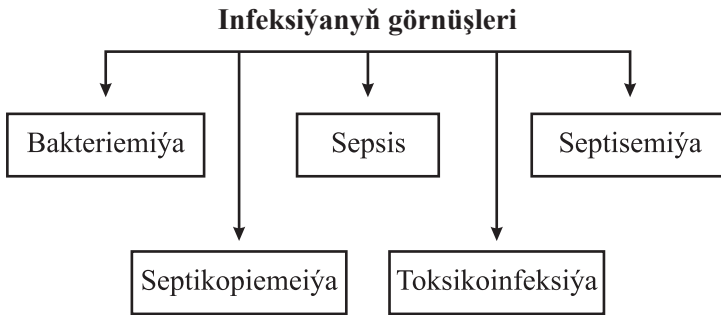 Infeksiýanyň görnüşleri
Bakteriemiýa
Sepsis
Septisemiýa
Septikopiemeiýa
Toksikoinfeksiýa